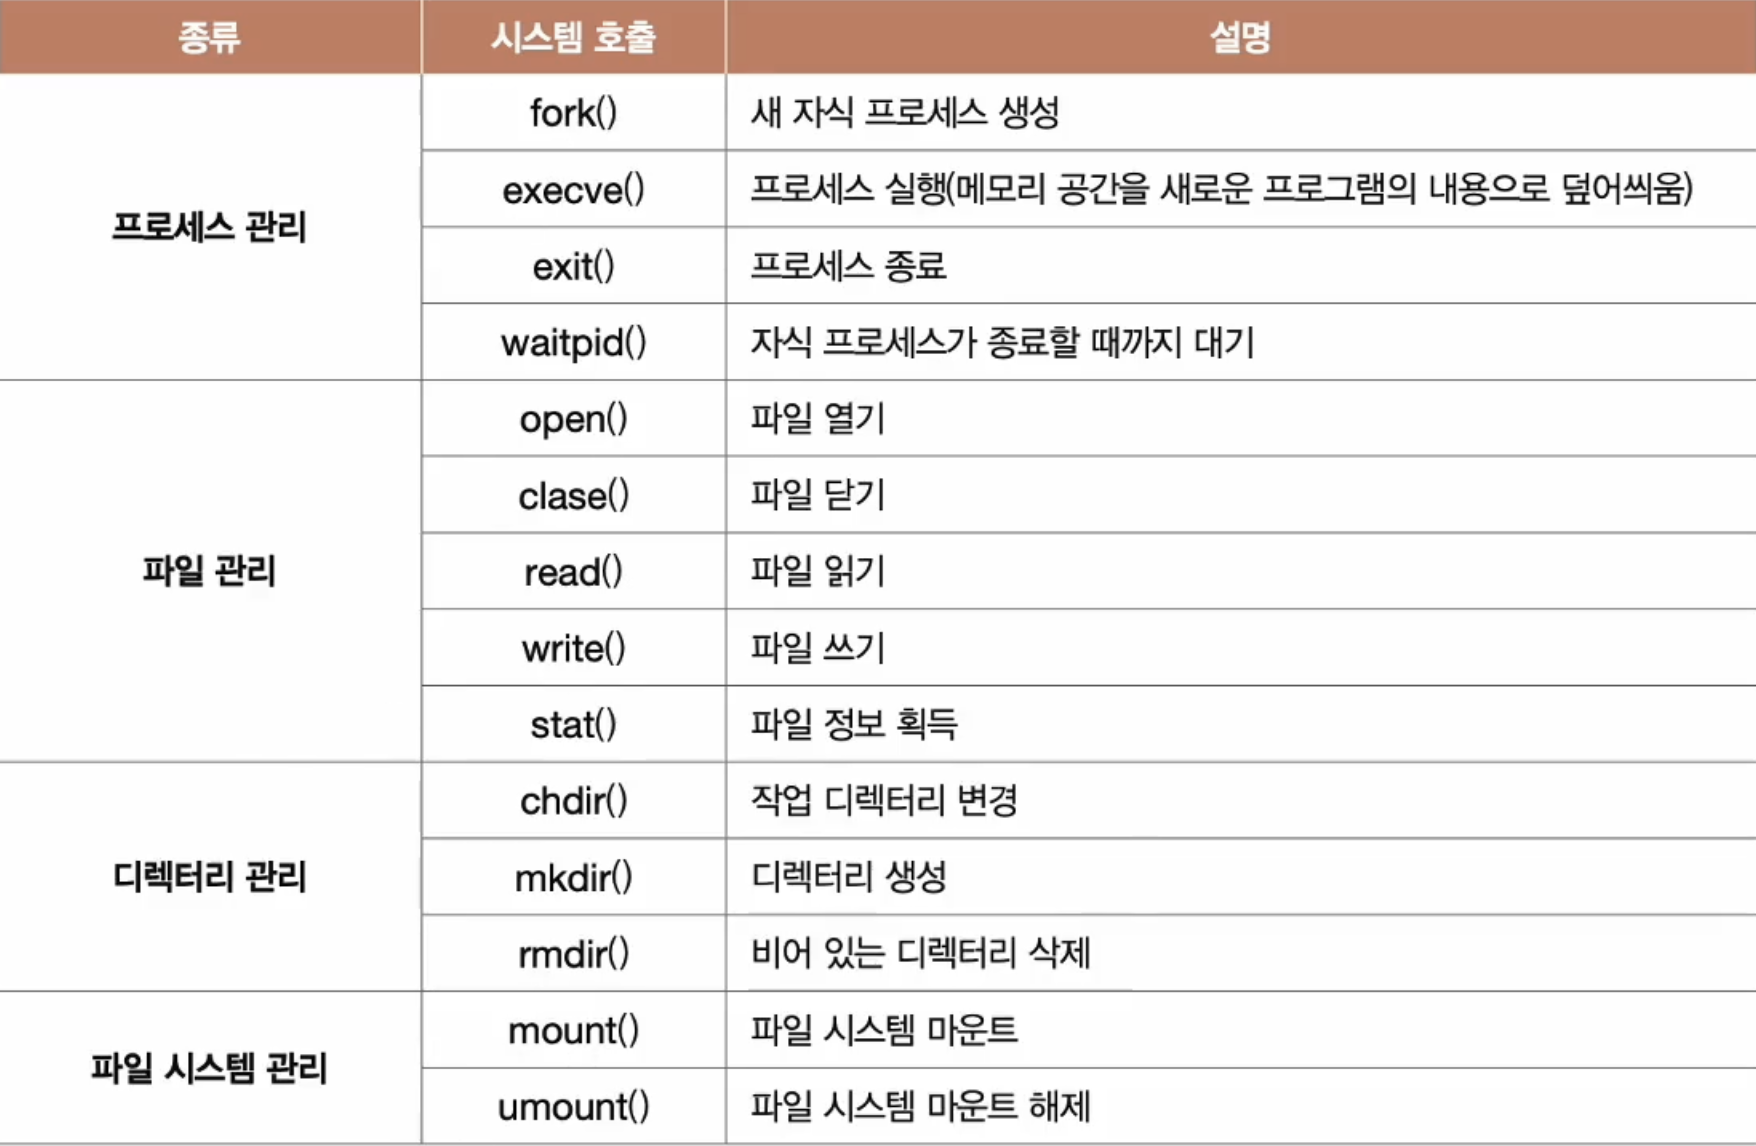 종류 시스템 호출 설명
프로세스 관리
fork() 새 자식 프로세스 생성
execve() 프로세스 실행(메모리 공간을 새로운 프로그램의 내용으로 덮어씌움)
exit() 프로세스 종료
waitpid() 자식 프로세스가 종료할 때까지 대기
파일 관리
open() 파일 열기
clase() 파일 닫기
read() 파일 읽기
write() 파일 쓰기
stat() 파일 정보 획득
디렉터리 관리
chdir() 작업 디렉터리 변경
mkdir() 디렉터리 생성
rmdir() 비어 있는 디렉터리 삭제
파일 시스템 관리
mount() 파일 시스템 마운트
umount() 파일 시스템 마운트 해제